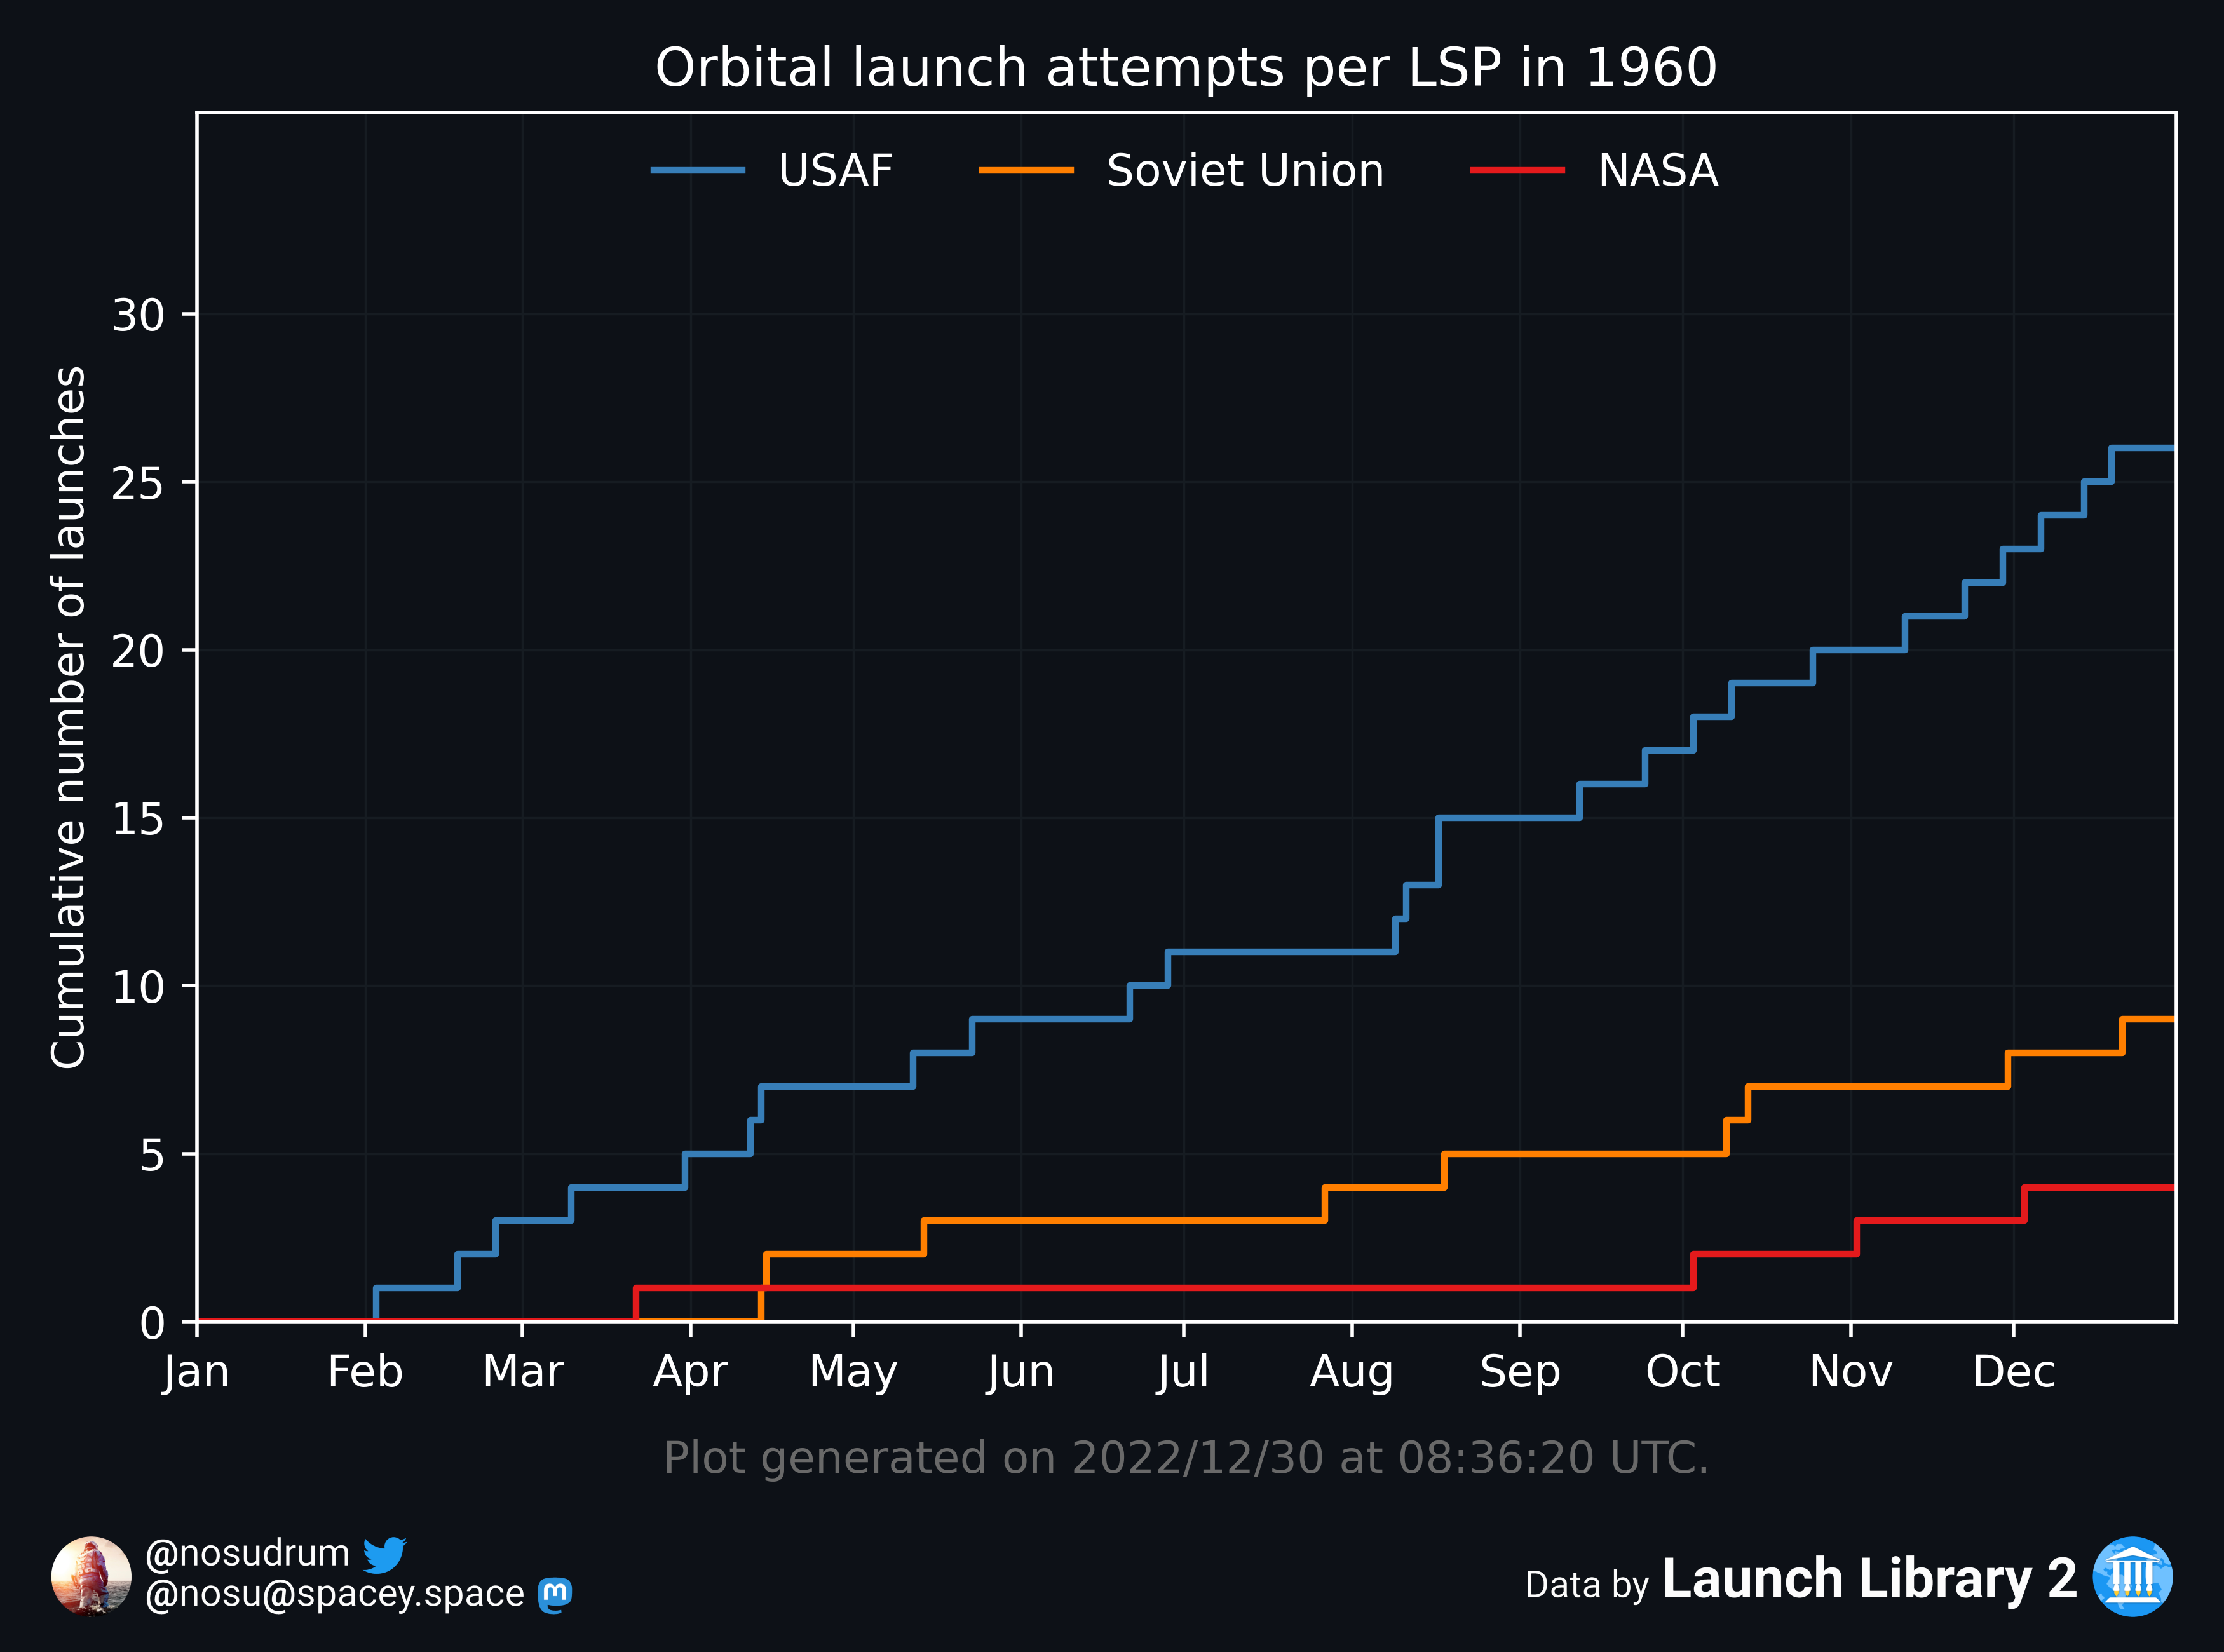 Orbital launch attempts per LSP in 1960
USAF
Soviet Union
NASA
Cumulative number of launches
30
25
20
15
10
5
0
Jan Feb Mar Apr May Jun Jul Aug Sep Oct Nov Dec
Plot generated on 2022/12/30 at 08:36:20 UTC.
@nosudrum
@nosu@spacey.space
m
Data by Launch Library 2